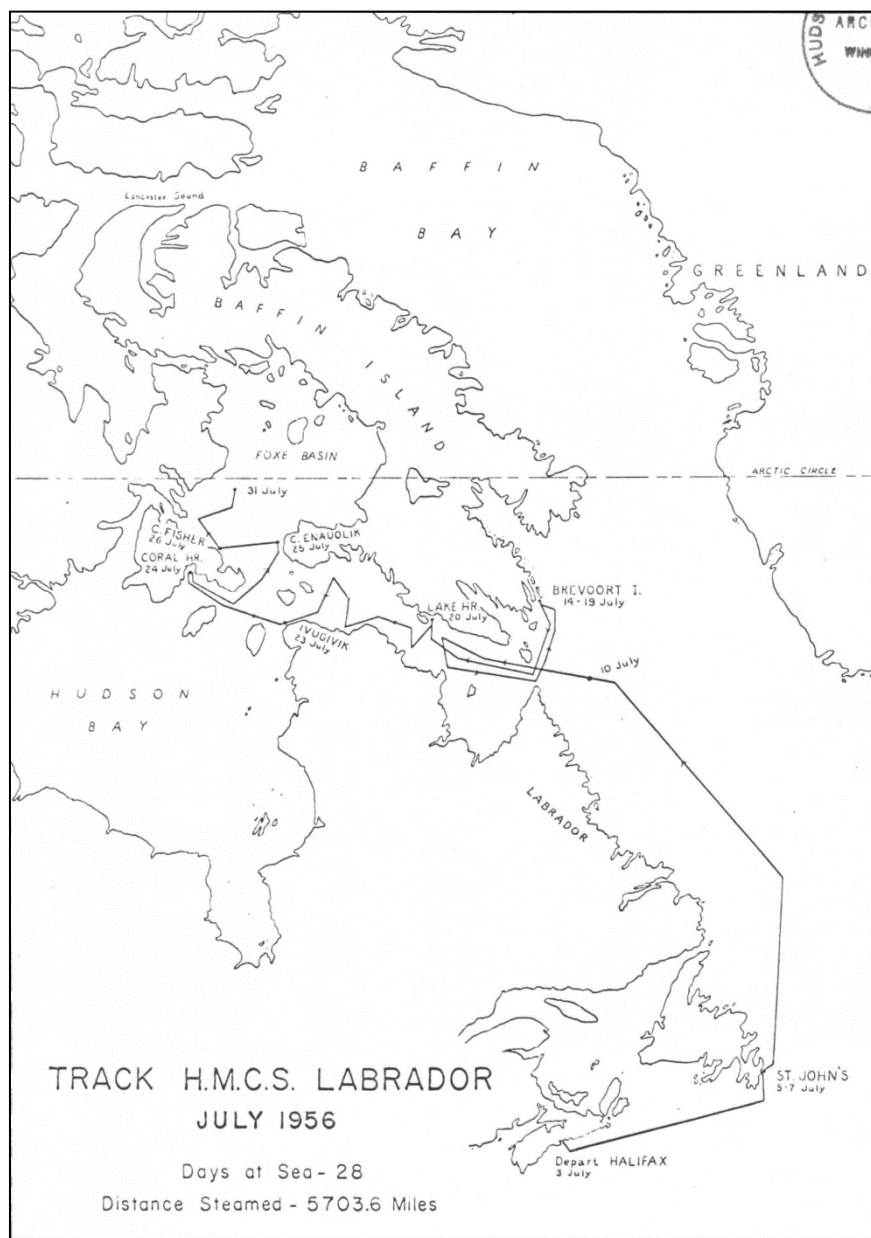 HUDS
ARC
BAFFIN
BAY
Lancaster Sound
GREENLAND
BAFFIN
ISLAND
FOXE BASIN
ARCTIC CIRCLE
31 July
C. FISHER
26 July
C. ENAUOLIK
25 July
CORAL HR.
24 July
BREVOORT I.
14-19 July
LAKE HR.
20 July
IVUGIVIK
23 July
10 July
HUDSON
BAY
LABRADOR
TRACK H.M.C.S. LABRADOR
JULY 1956
ST. JOHN'S
5-7 July
Depart HALIFAX
3 July
Days at Sea - 28
Distance Steamed - 5703.6 Miles